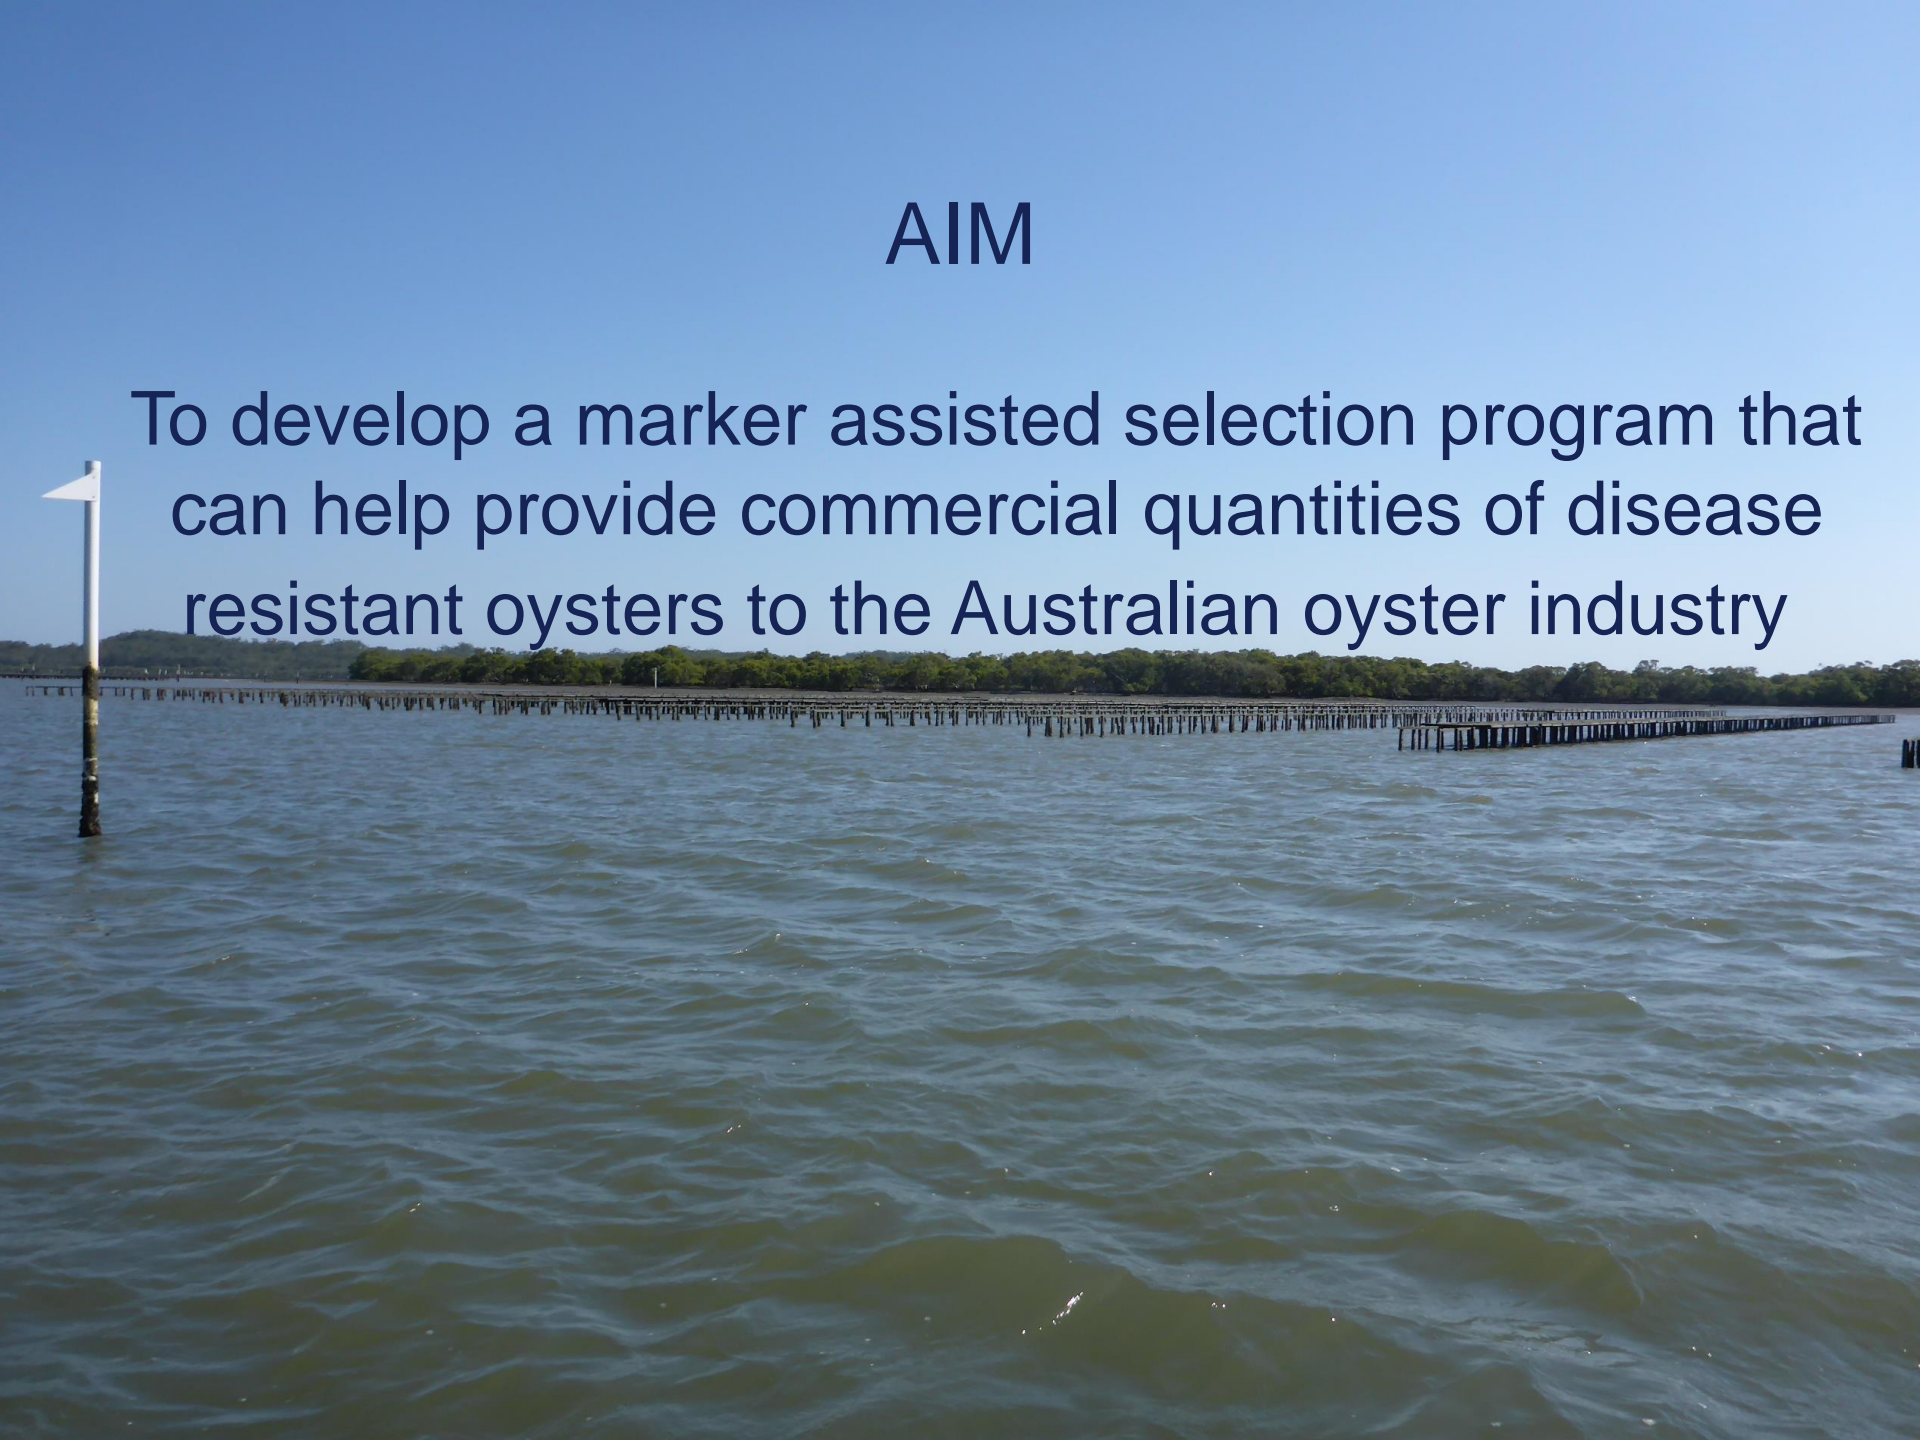 AIM
To develop a marker assisted selection program that
can help provide commercial quantities of disease
resistant oysters to the Australian oyster industry